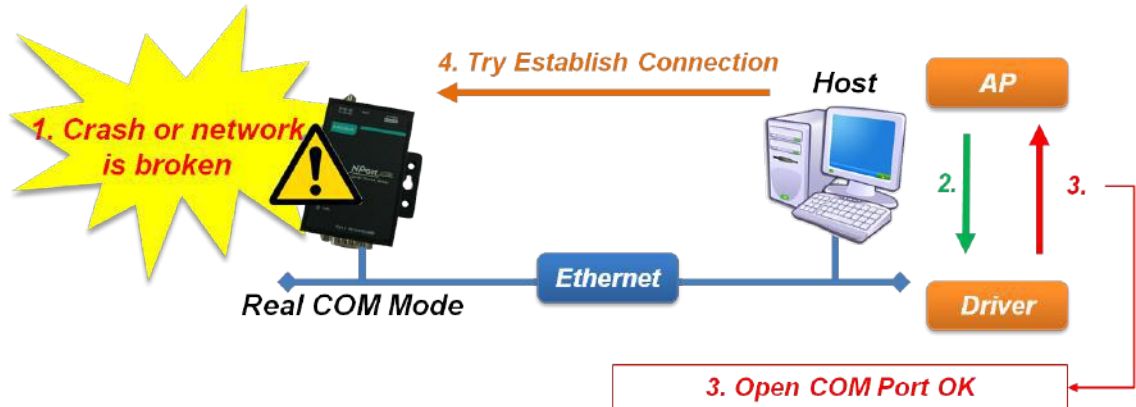 4. Try Establish Connection
Host
AP
1. Crash or network
is broken
NPort
2.
3.
Ethernet
Real COM Mode
Driver
3. Open COM Port OK